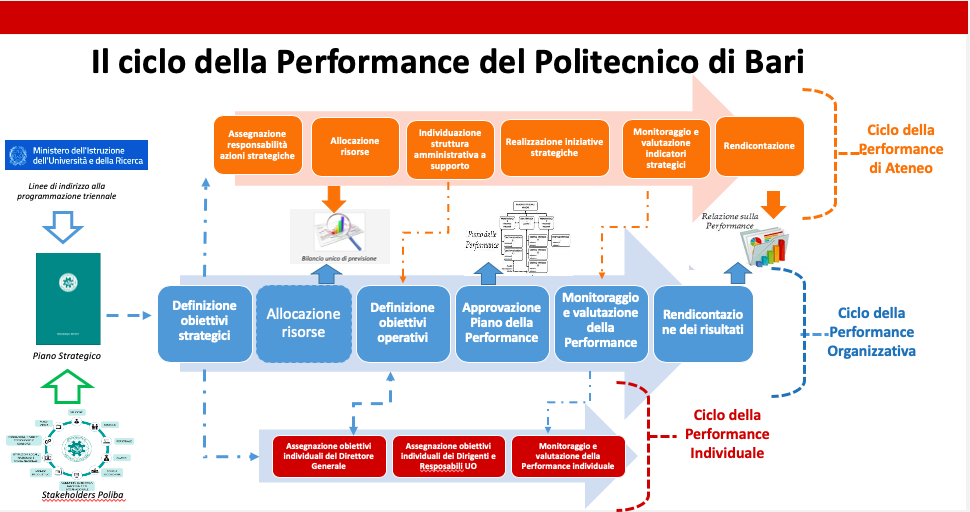 Il ciclo della Performance del Politecnico di Bari
Ministero dell'Istruzione
dell'Università e della Ricerca
Linee di indirizzo alla
programmazione triennale
Piano Strategico
Stakeholders Poliba
Assegnazione
responsabilità
azioni strategiche
Allocazione
risorse
Individuazione
struttura
amministrativa a
supporto
Realizzazione iniziative
strategiche
Monitoraggio e
valutazione
indicatori
strategici
Rendicontazione
Ciclo della
Performance
di Ateneo
Bilancio unico di previsione
Piano delle
Performance
Relazione sulla
Performance
Definizione
obiettivi
strategici
Allocazione
risorse
Definizione
obiettivi
operativi
Approvazione
Piano della
Performance
Monitoraggio
e valutazione
della
Performance
Rendicontazio
ne dei risultati
Ciclo della
Performance
Organizzativa
Assegnazione obiettivi
individuali del Direttore
Generale
Assegnazione obiettivi
individuali dei Dirigenti e
Resposabili UO
Monitoraggio e
valutazione della
Performance individuale
Ciclo della
Performance
Individuale